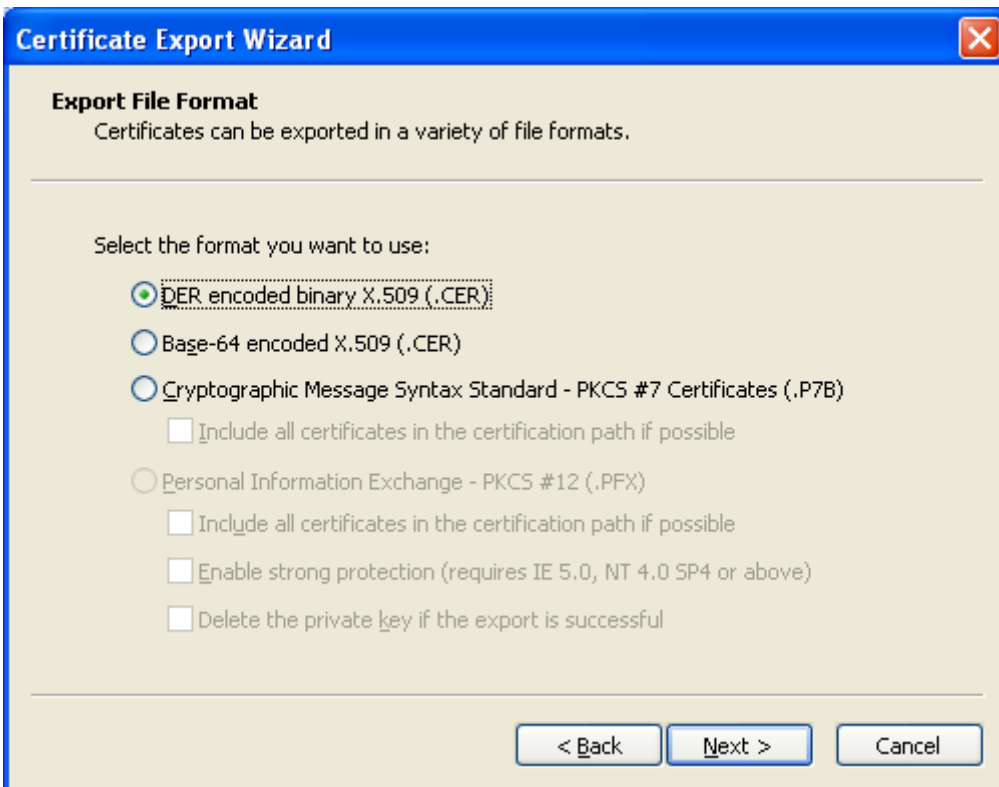 Certificate Export Wizard
Export File Format
Certificates can be exported in a variety of file formats.
Select the format you want to use:
DER encoded binary X.509 (.CER)
Base-64 encoded X.509 (.CER)
Cryptographic Message Syntax Standard - PKCS #7 Certificates (.P7B)
Include all certificates in the certification path if possible
Personal Information Exchange - PKCS #12 (.PFX)
Include all certificates in the certification path if possible
Enable strong protection (requires IE 5.0, NT 4.0 SP4 or above)
Delete the private key if the export is successful
< Back Next > Cancel